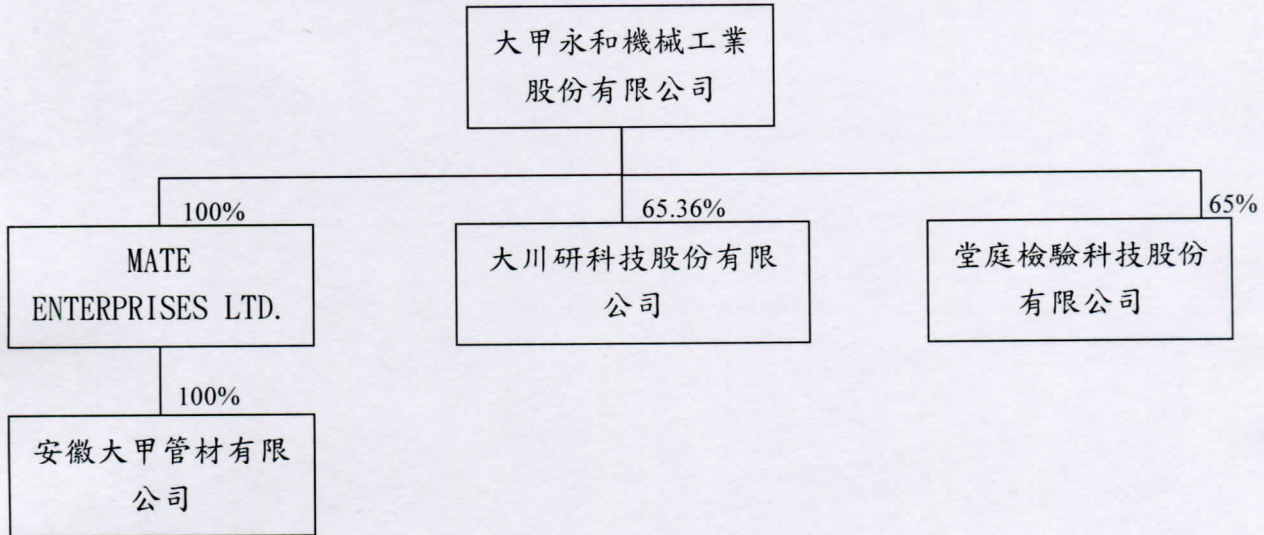 大甲永和機械工業
股份有限公司
100%
65.36%
65%
MATE
ENTERPRISES LTD.
大川研科技股份有限
公司
堂庭檢驗科技股份
有限公司
100%
安徽大甲管材有限
公司